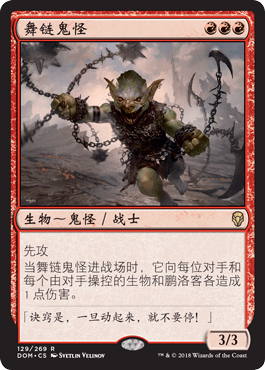 舞链鬼怪
生物～鬼怪／战士
先攻
当舞链鬼怪进战场时，它向每位对手和
每个由对手操控的生物和鹏洛客各造成
1点伤害。
「诀窍是，一旦动起来，就不要停！」
3/3
129/269 R
DOM • CS SVETLIN VELINOV
™ & © 2018 Wizards of the Coast